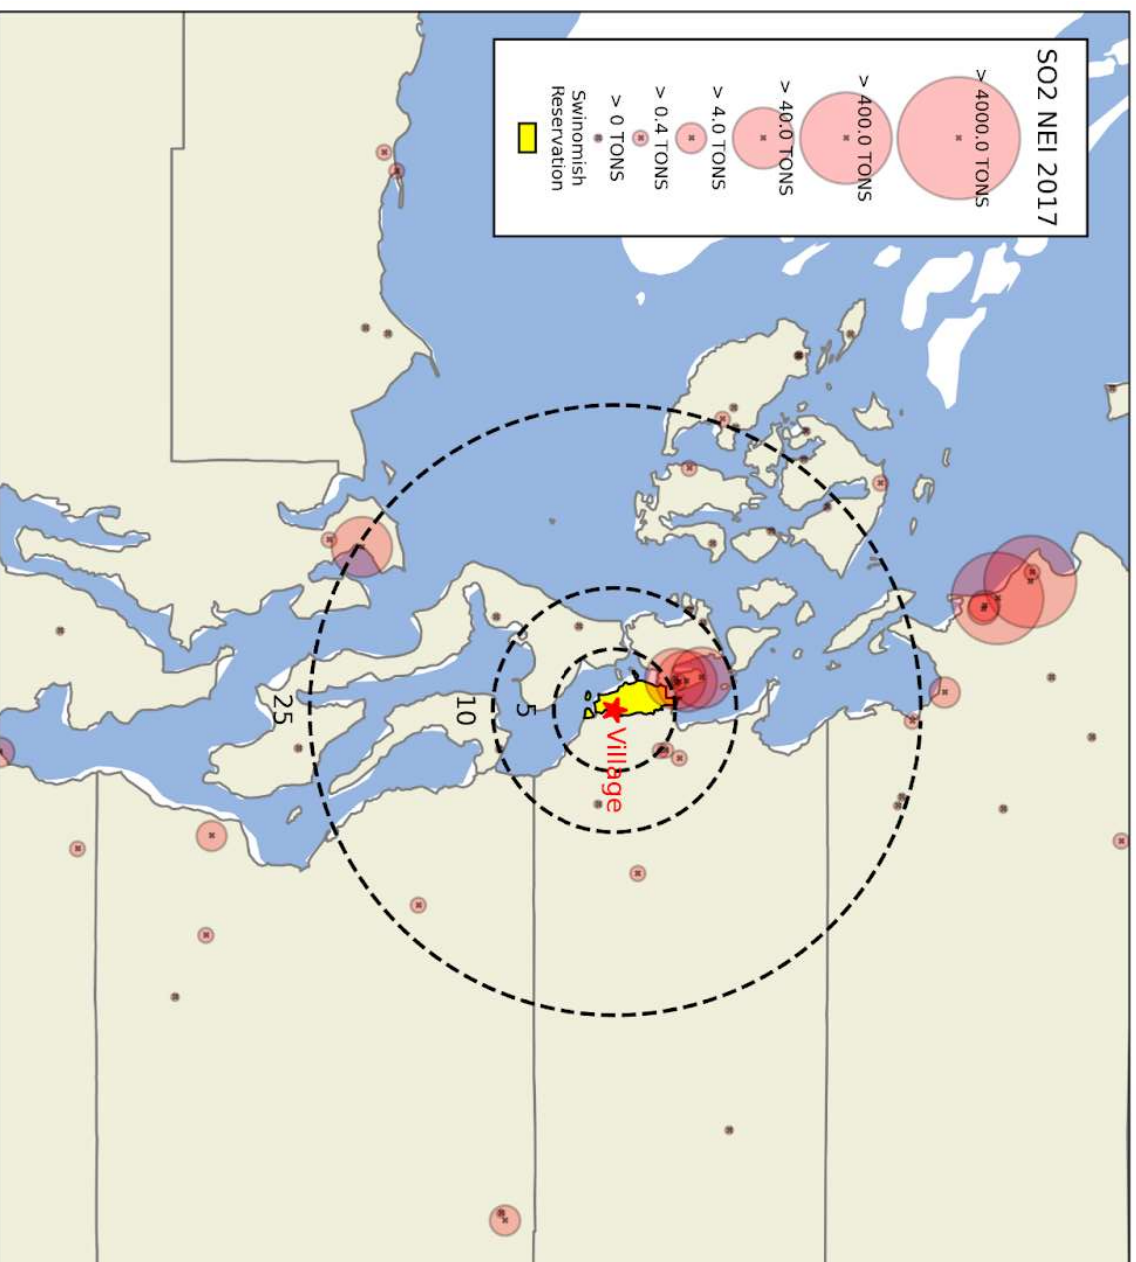 SO2 NEI 2017
> 4000.0 TONS
> 400.0 TONS
> 40.0 TONS
> 4.0 TONS
> 0.4 TONS
> 0 TONS
Swinomish
Reservation
Village
5
10
25